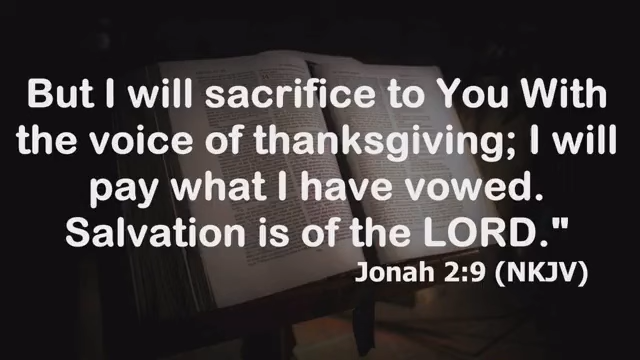 But I will sacrifice to You With
the voice of thanksgiving; I will
pay what I have vowed.
Salvation is of the LORD."
Jonah 2:9 (NKJV)